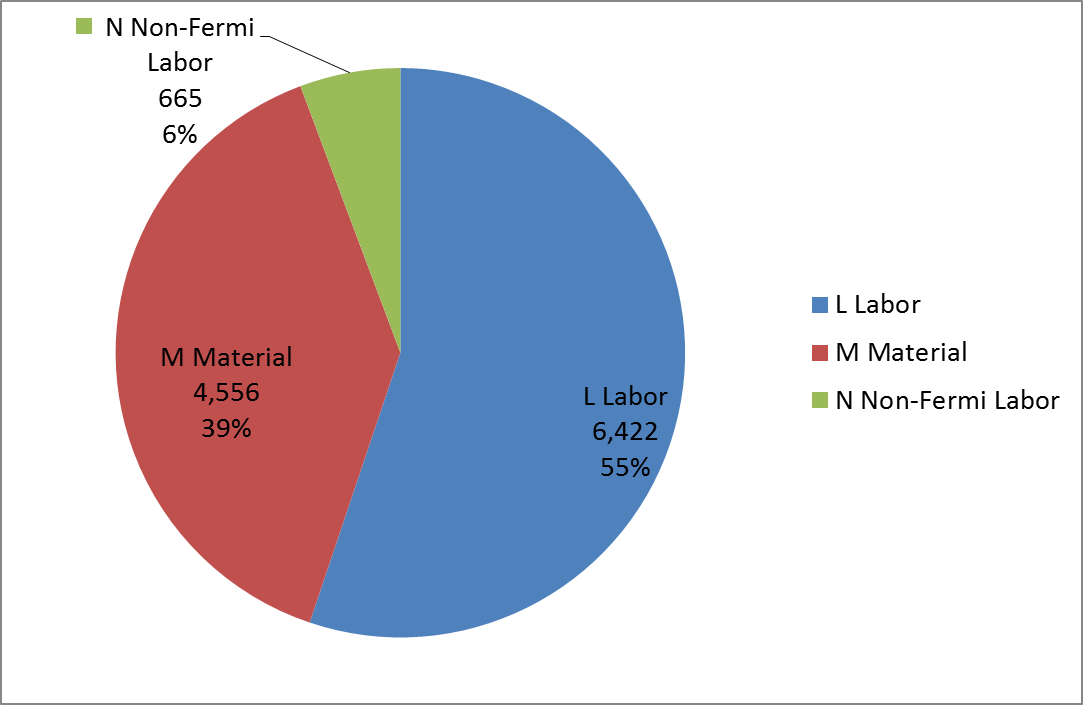 N Non-Fermi
Labor
665
6%
M Material
4,556
39%
L Labor
6,422
55%
L Labor
M Material
N Non-Fermi Labor